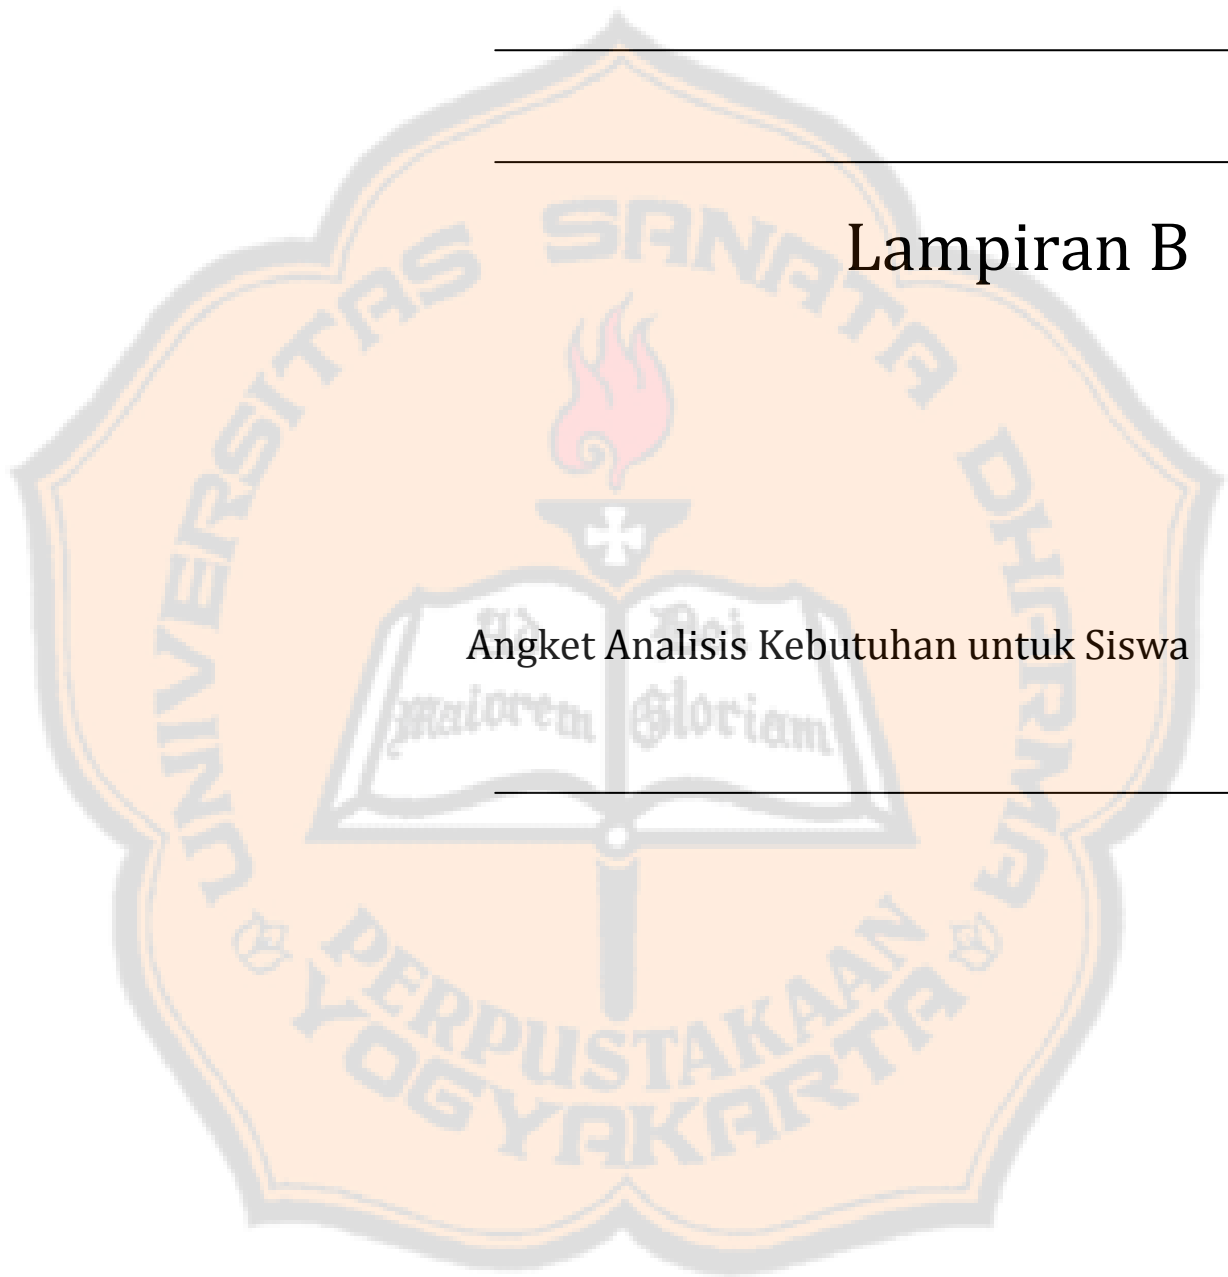 Lampiran B
Angket Analisis Kebutuhan untuk Siswa
UNIVERSITAS SANATA DHARMA
Ad Dei
Maiorem Gloriam
PERPUSTAKAAN
YOGYAKARTA